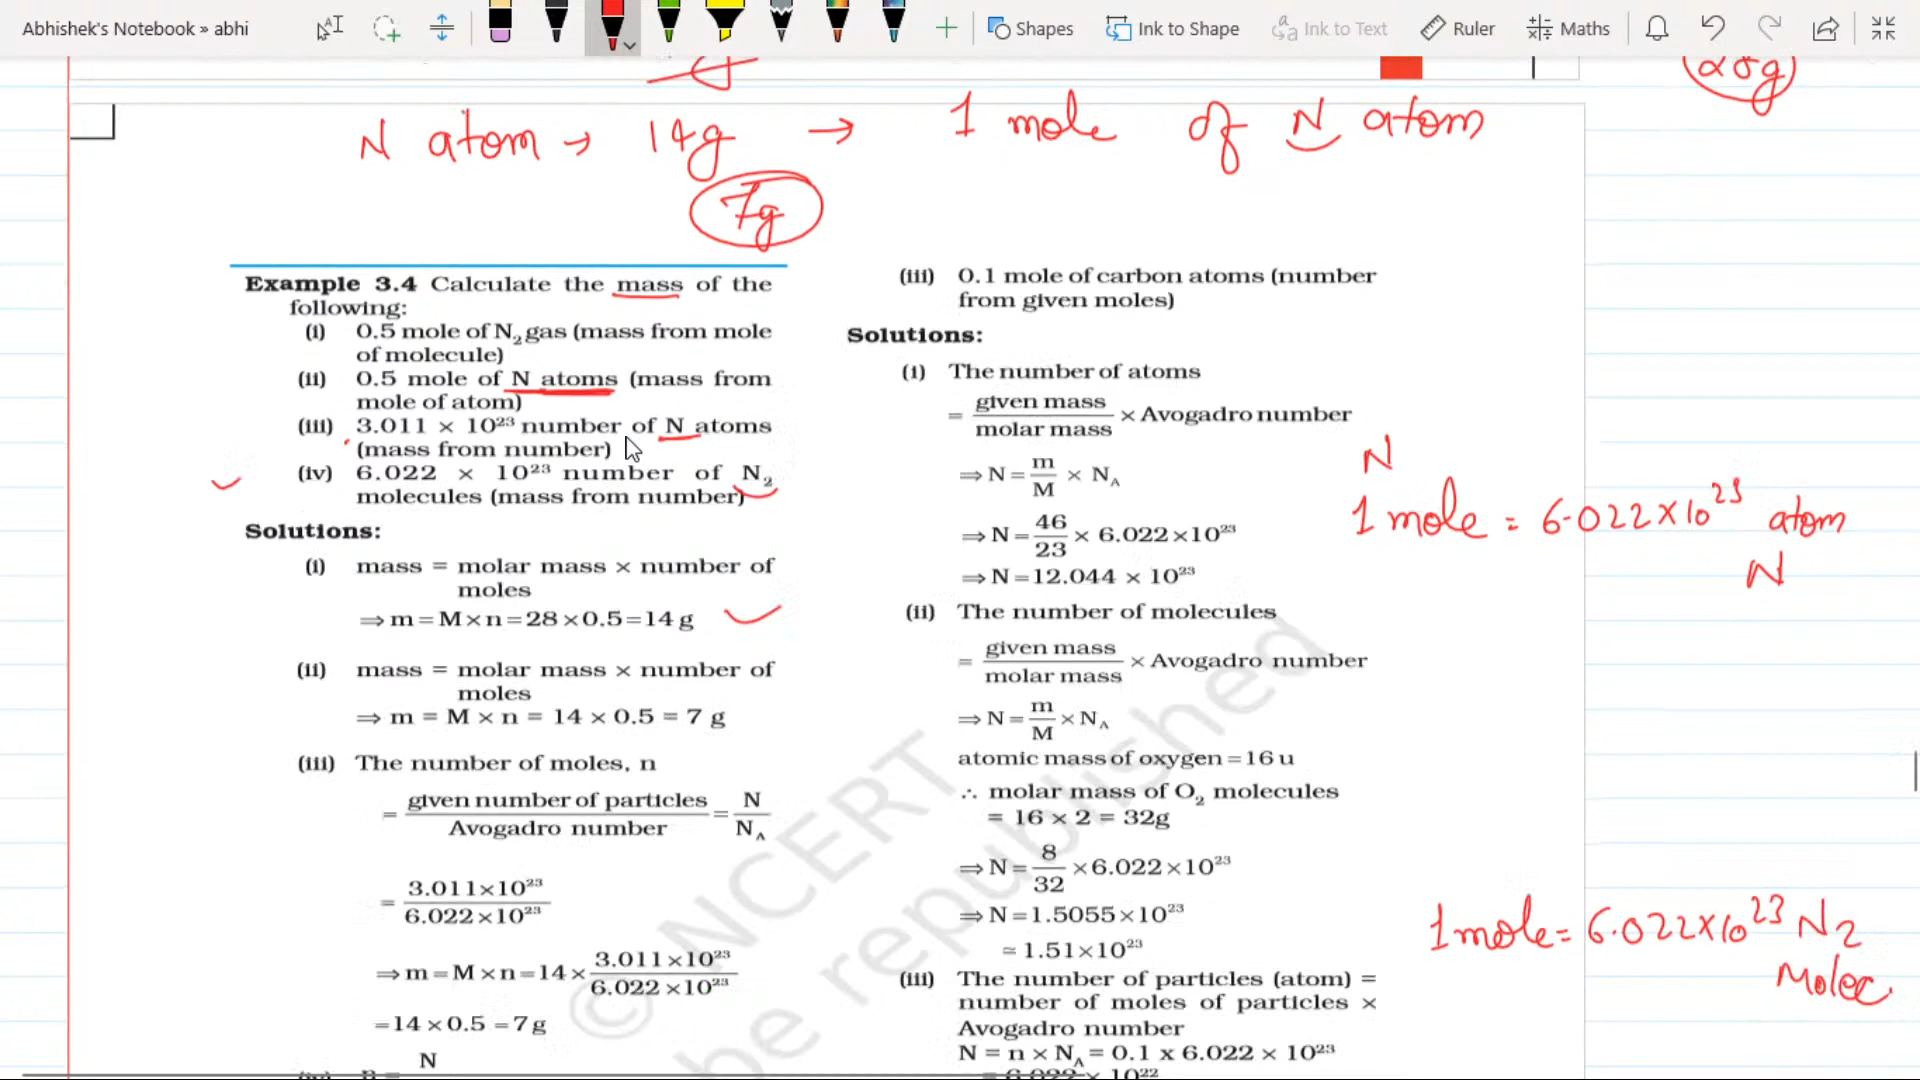 Abhishek's Notebook » abhi
Shapes
Ink to Shape
Ink to Text
Ruler
Maths
N atom → 14g → 1 mole of N atom
7g
Example 3.4 Calculate the mass of the
following:
(i) 0.5 mole of N₂ gas (mass from mole
of molecule)
(ii) 0.5 mole of N atoms (mass from
mole of atom)
(iii) 3.011 × 10²³ number of N atoms
(mass from number)
(iv) 6.022 × 10²³ number of N₂
molecules (mass from number)
Solutions:
(i) mass = molar mass × number of
moles
⇒ m = M × n = 28 × 0.5 = 14 g
(ii) mass = molar mass × number of
moles
⇒ m = M × n = 14 × 0.5 = 7 g
(iii) The number of moles, n
= given number of particles / Avogadro number = N / N_A
= 3.011×10²³ / 6.022×10²³
⇒ m = M × n = 14 × 3.011×10²³ / 6.022×10²³
= 14 × 0.5 = 7 g
N
(iii) 0.1 mole of carbon atoms (number
from given moles)
Solutions:
(i) The number of atoms
= given mass / molar mass × Avogadro number
⇒ N = m / M × N_A
⇒ N = 46 / 23 × 6.022×10²³
⇒ N = 12.044 × 10²³
(ii) The number of molecules
= given mass / molar mass × Avogadro number
⇒ N = m / M × N_A
atomic mass of oxygen = 16 u
∴ molar mass of O₂ molecules
= 16 × 2 = 32g
⇒ N = 8 / 32 × 6.022×10²³
⇒ N = 1.5055×10²³
≃ 1.51×10²³
(iii) The number of particles (atom) =
number of moles of particles ×
Avogadro number
N = n × N_A = 0.1 x 6.022 × 10²³
= 6.022 × 10²²
N
1 mole = 6.022×10²³ atom
N
1 mole = 6.022×10²³ N2
Molec.
© NCERT
be republished